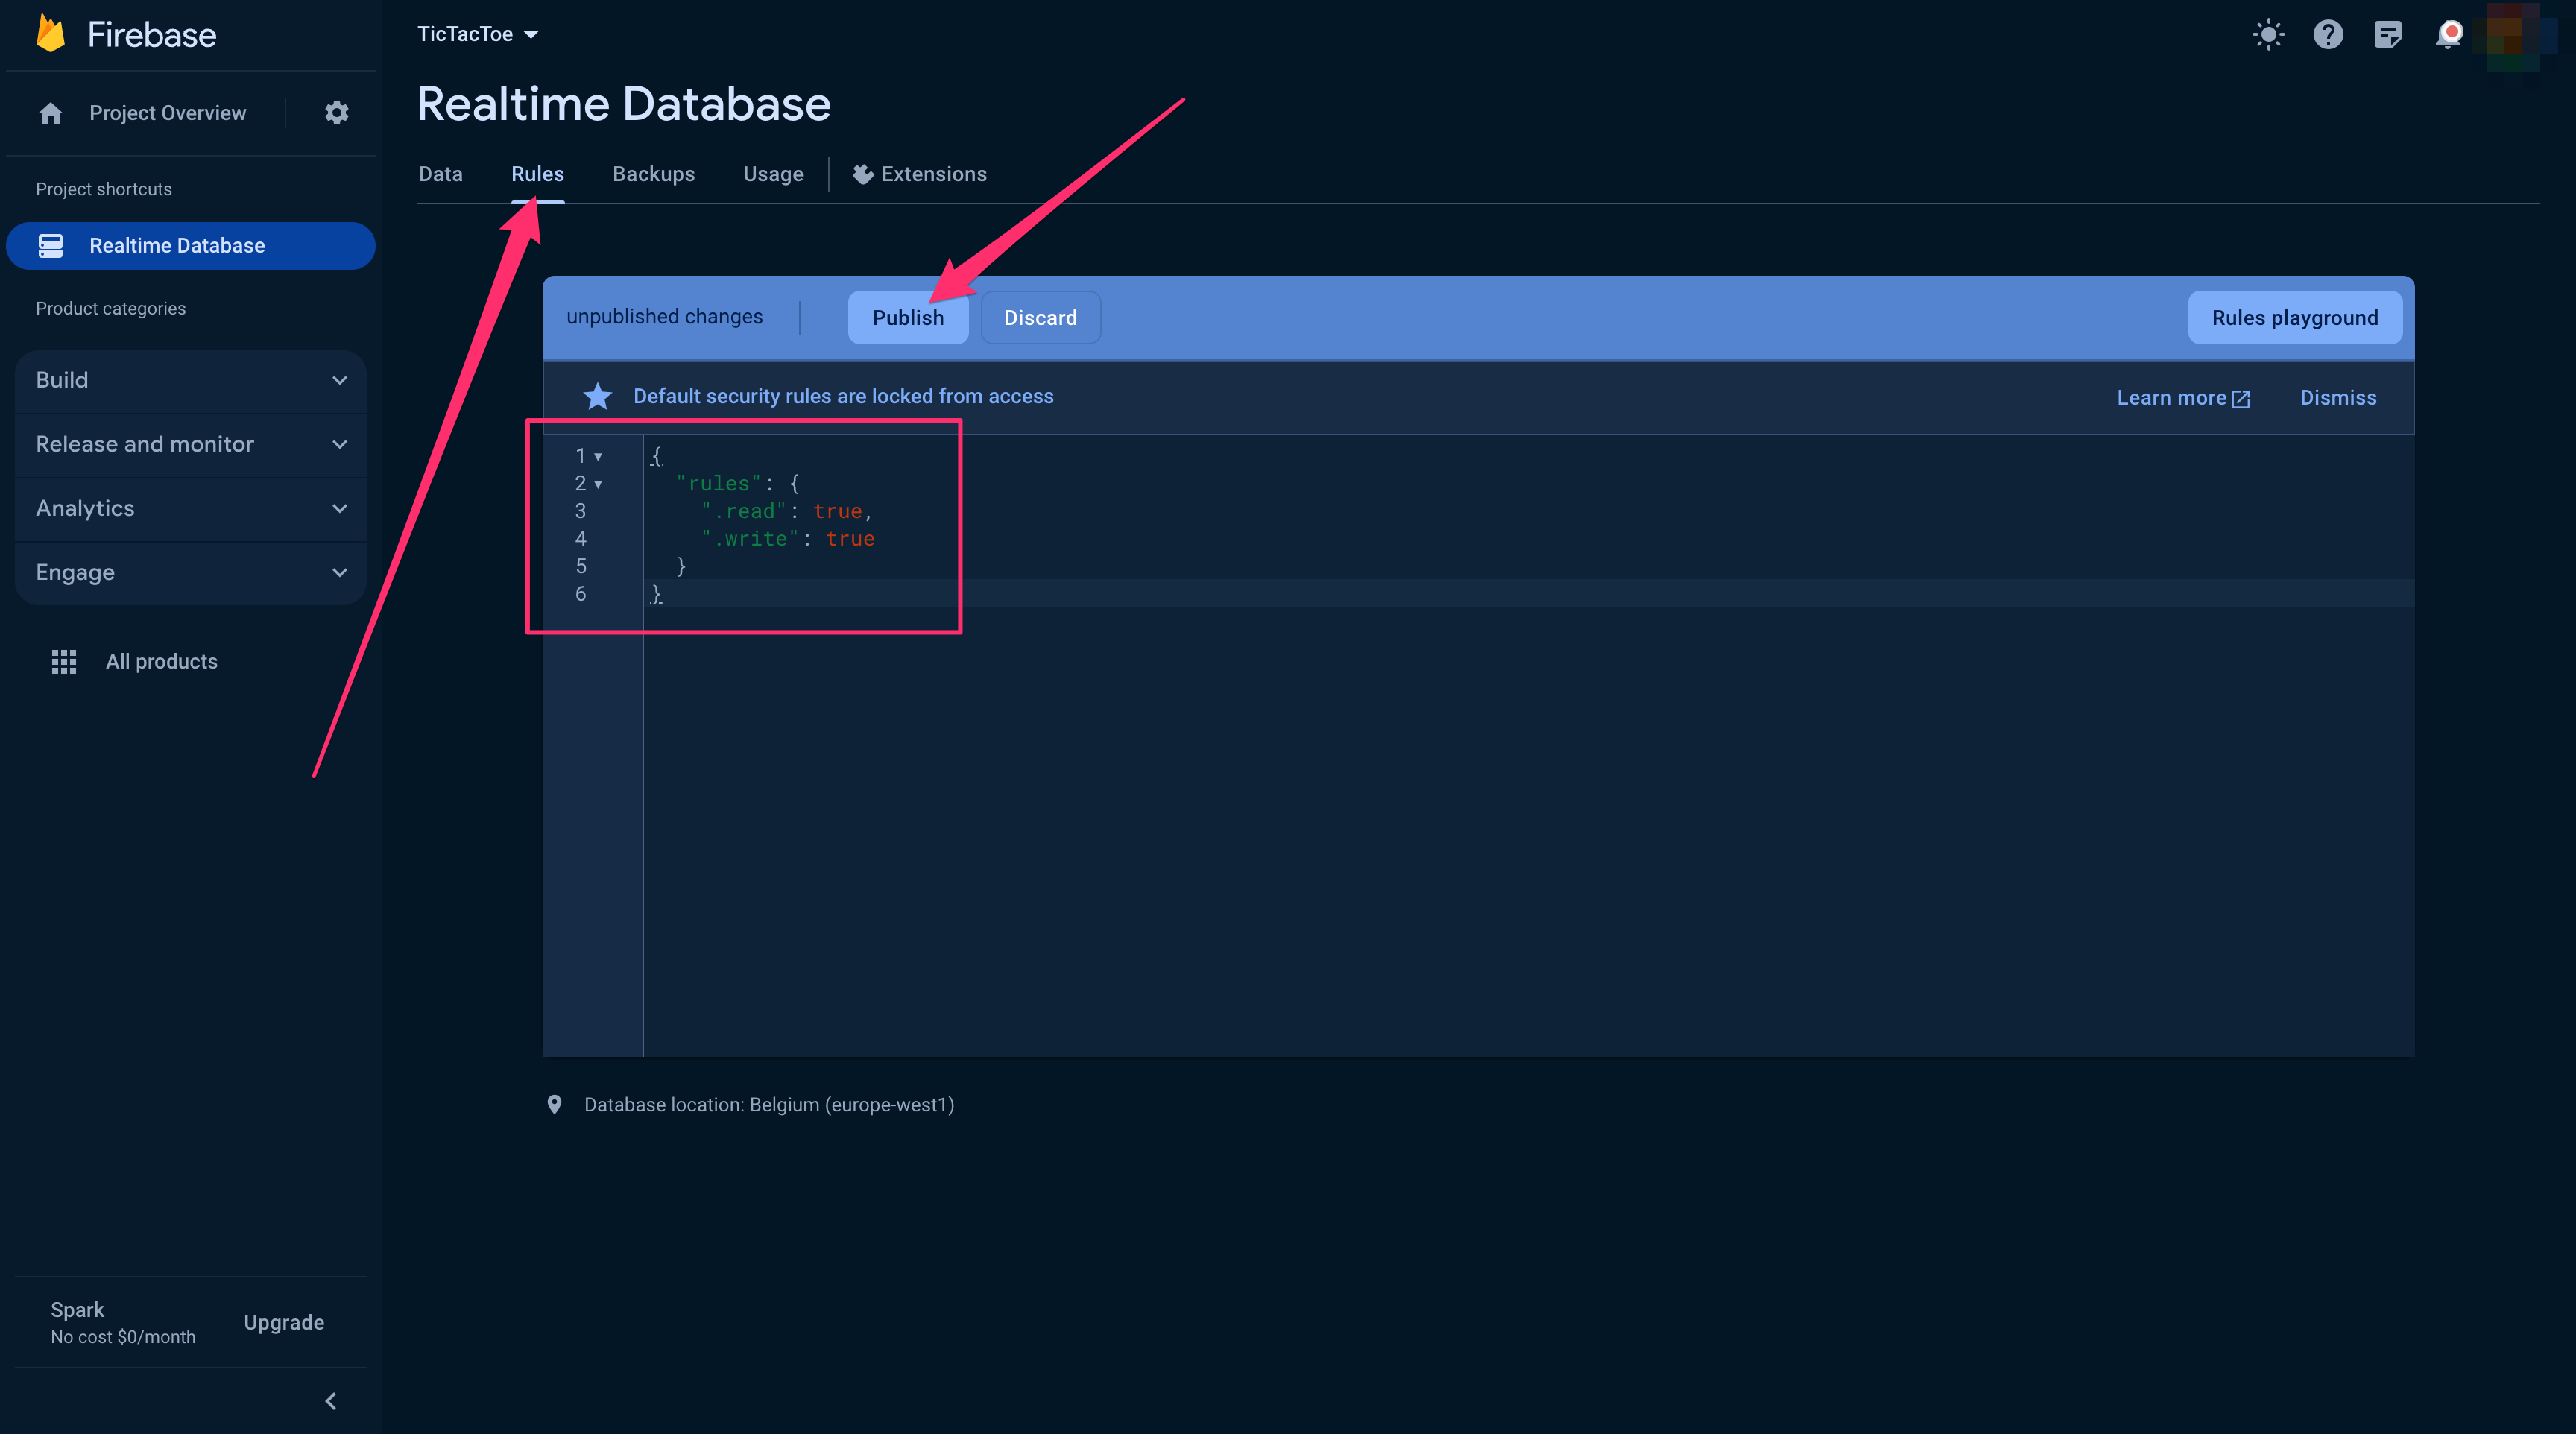 Firebase
Project Overview
Project shortcuts
Realtime Database
Product categories
Build
Release and monitor
Analytics
Engage
All products
Spark
No cost $0/month
Upgrade
TicTacToe
Realtime Database
Data Rules Backups Usage Extensions
unpublished changes Publish Discard Rules playground
Default security rules are locked from access Learn more Dismiss
1 {
2 "rules": {
3 ".read": true,
4 ".write": true
5 }
6 }
Database location: Belgium (europe-west1)